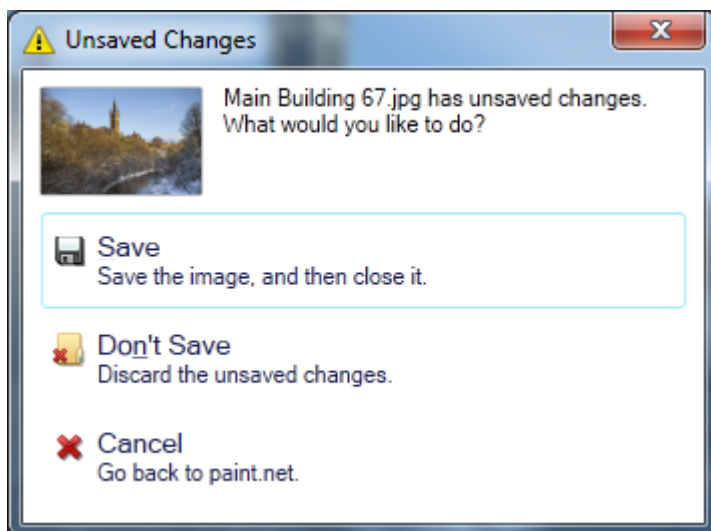 Unsaved Changes
Main Building 67.jpg has unsaved changes.
What would you like to do?
Save
Save the image, and then close it.
Don't Save
Discard the unsaved changes.
Cancel
Go back to paint.net.